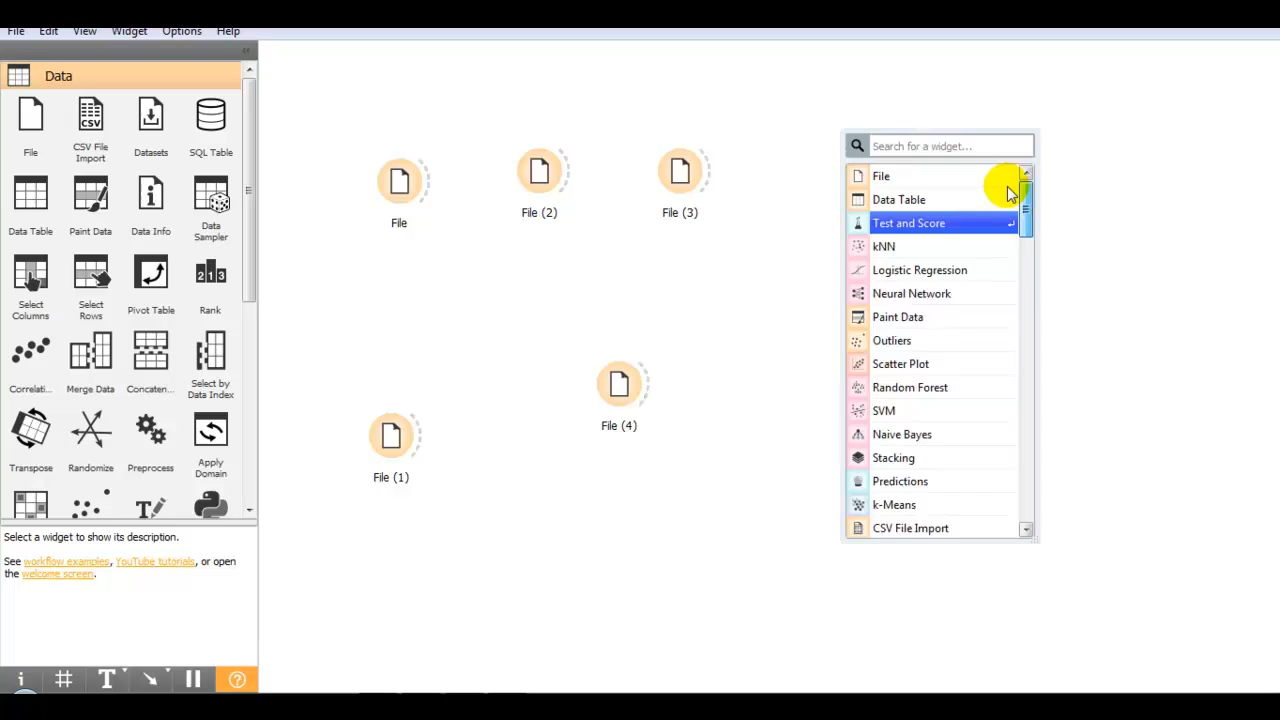 File Edit View Widget Options Help
Data
File
CSV File
Import
Datasets
SQL Table
Data Table
Paint Data
Data Info
Data
Sampler
Select
Columns
Select
Rows
Pivot Table
Rank
Correlati...
Merge Data
Concaten...
Select by
Data Index
Transpose
Randomize
Preprocess
Apply
Domain
Select a widget to show its description.
See workflow examples, YouTube tutorials, or open
the welcome screen.
File
File (2)
File (3)
File (1)
File (4)
Search for a widget...
File
Data Table
Test and Score
kNN
Logistic Regression
Neural Network
Paint Data
Outliers
Scatter Plot
Random Forest
SVM
Naive Bayes
Stacking
Predictions
k-Means
CSV File Import